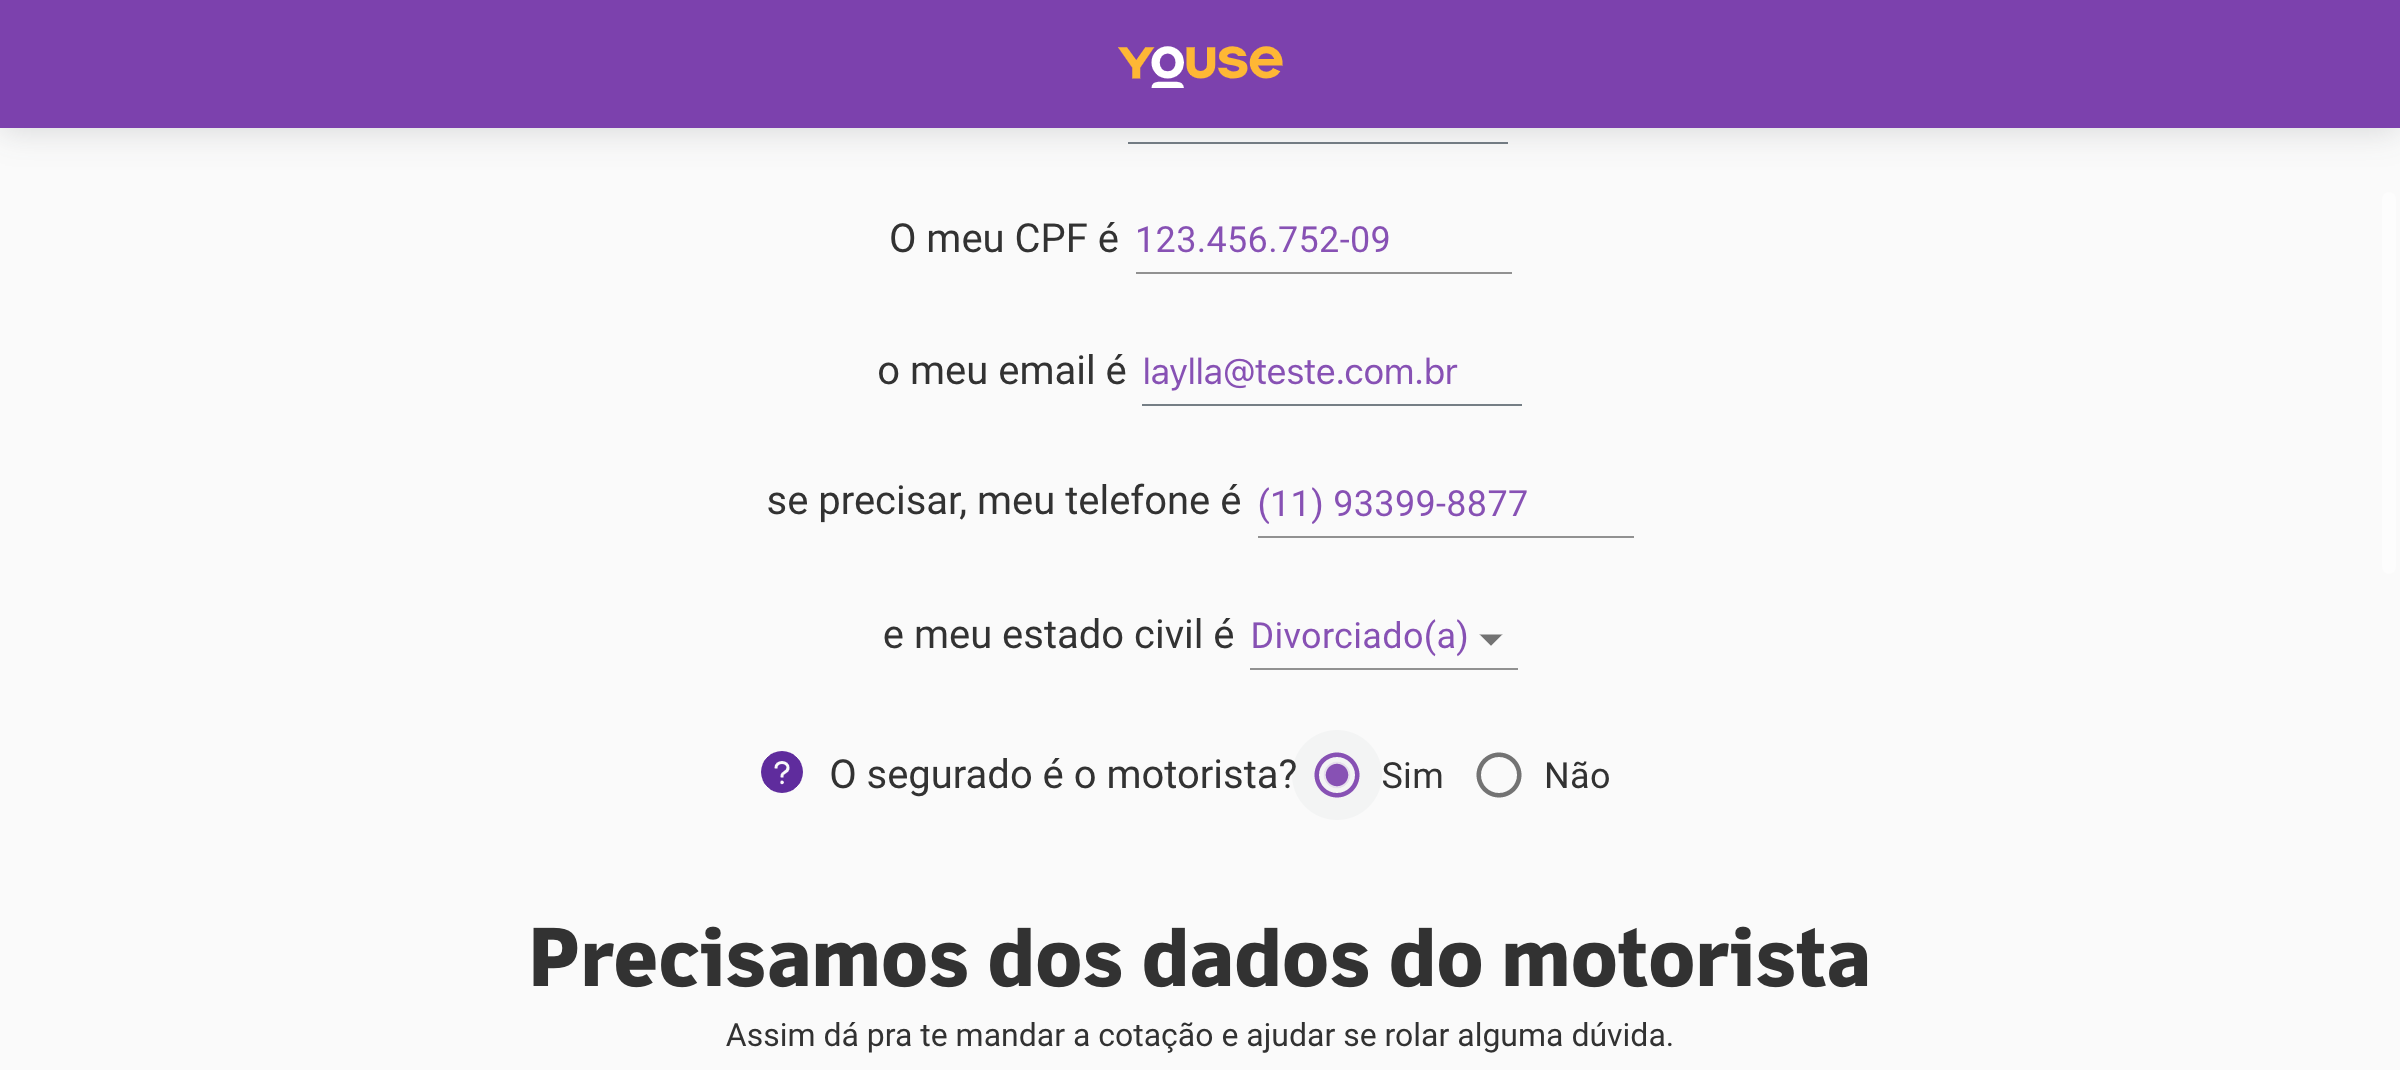 youse
O meu CPF é 123.456.752-09
o meu email é laylla@teste.com.br
se precisar, meu telefone é (11) 93399-8877
e meu estado civil é Divorciado(a)
? O segurado é o motorista? Sim Não
Precisamos dos dados do motorista
Assim dá pra te mandar a cotação e ajudar se rolar alguma dúvida.